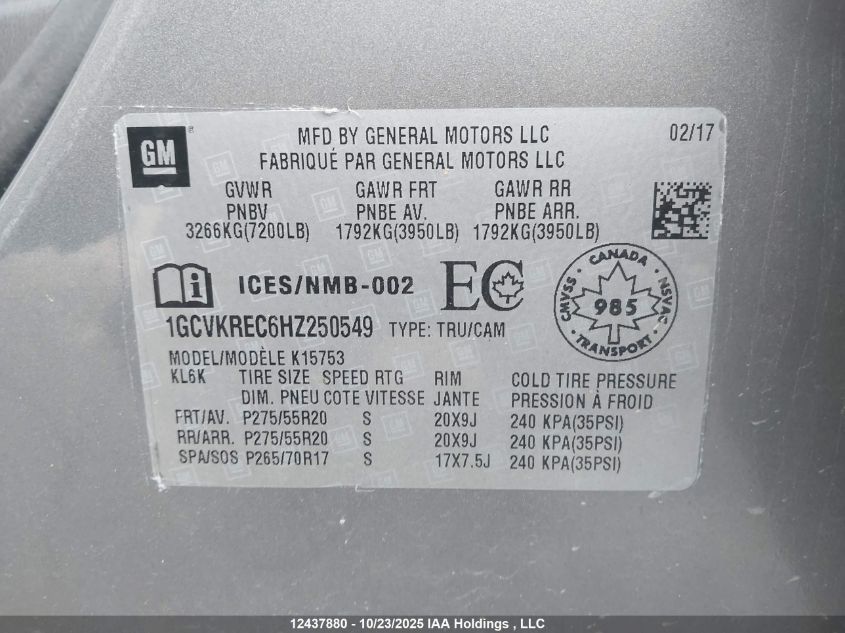 GM
MFD BY GENERAL MOTORS LLC 02/17
FABRIQUÉ PAR GENERAL MOTORS LLC
GVWR GAWR FRT GAWR RR
PNBV PNBE AV. PNBE ARR.
3266KG(7200LB) 1792KG(3950LB) 1792KG(3950LB)
ICES/NMB-002 EC
CANADA
CMVSS 985 NSVAC
TRANSPORT
1GCVKREC6HZ250549 TYPE: TRU/CAM
MODEL/MODÈLE K15753
KL6K TIRE SIZE SPEED RTG RIM COLD TIRE PRESSURE
DIM. PNEU COTE VITESSE JANTE PRESSION À FROID
FRT/AV. P275/55R20 S 20X9J 240 KPA(35PSI)
RR/ARR. P275/55R20 S 20X9J 240 KPA(35PSI)
SPA/SOS P265/70R17 S 17X7.5J 240 KPA(35PSI)
12437880 - 10/23/2025 IAA Holdings , LLC